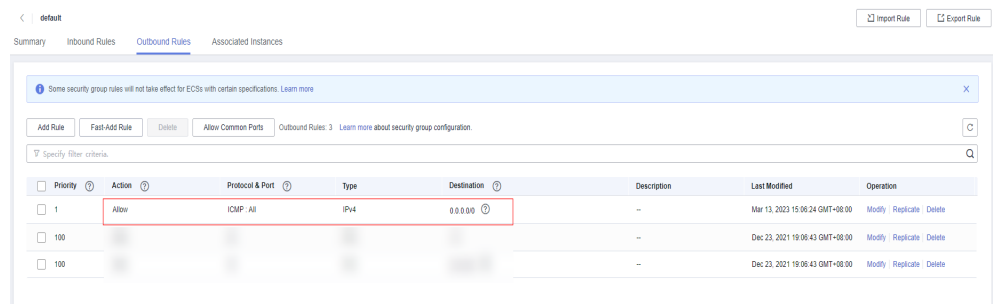 default
Import Rule Export Rule
Summary Inbound Rules Outbound Rules Associated Instances
Some security group rules will not take effect for ECSs with certain specifications. Learn more
Add Rule Fast-Add Rule Delete Allow Common Ports Outbound Rules: 3 Learn more about security group configuration.
Specify filter criteria.
Priority Action Protocol & Port Type Destination Description Last Modified Operation
1 Allow ICMP : All IPv4 0.0.0.0/0 -- Mar 13, 2023 15:06:24 GMT+08:00 Modify Replicate Delete
100 -- Dec 23, 2021 19:06:43 GMT+08:00 Modify Replicate Delete
100 -- Dec 23, 2021 19:06:43 GMT+08:00 Modify Replicate Delete